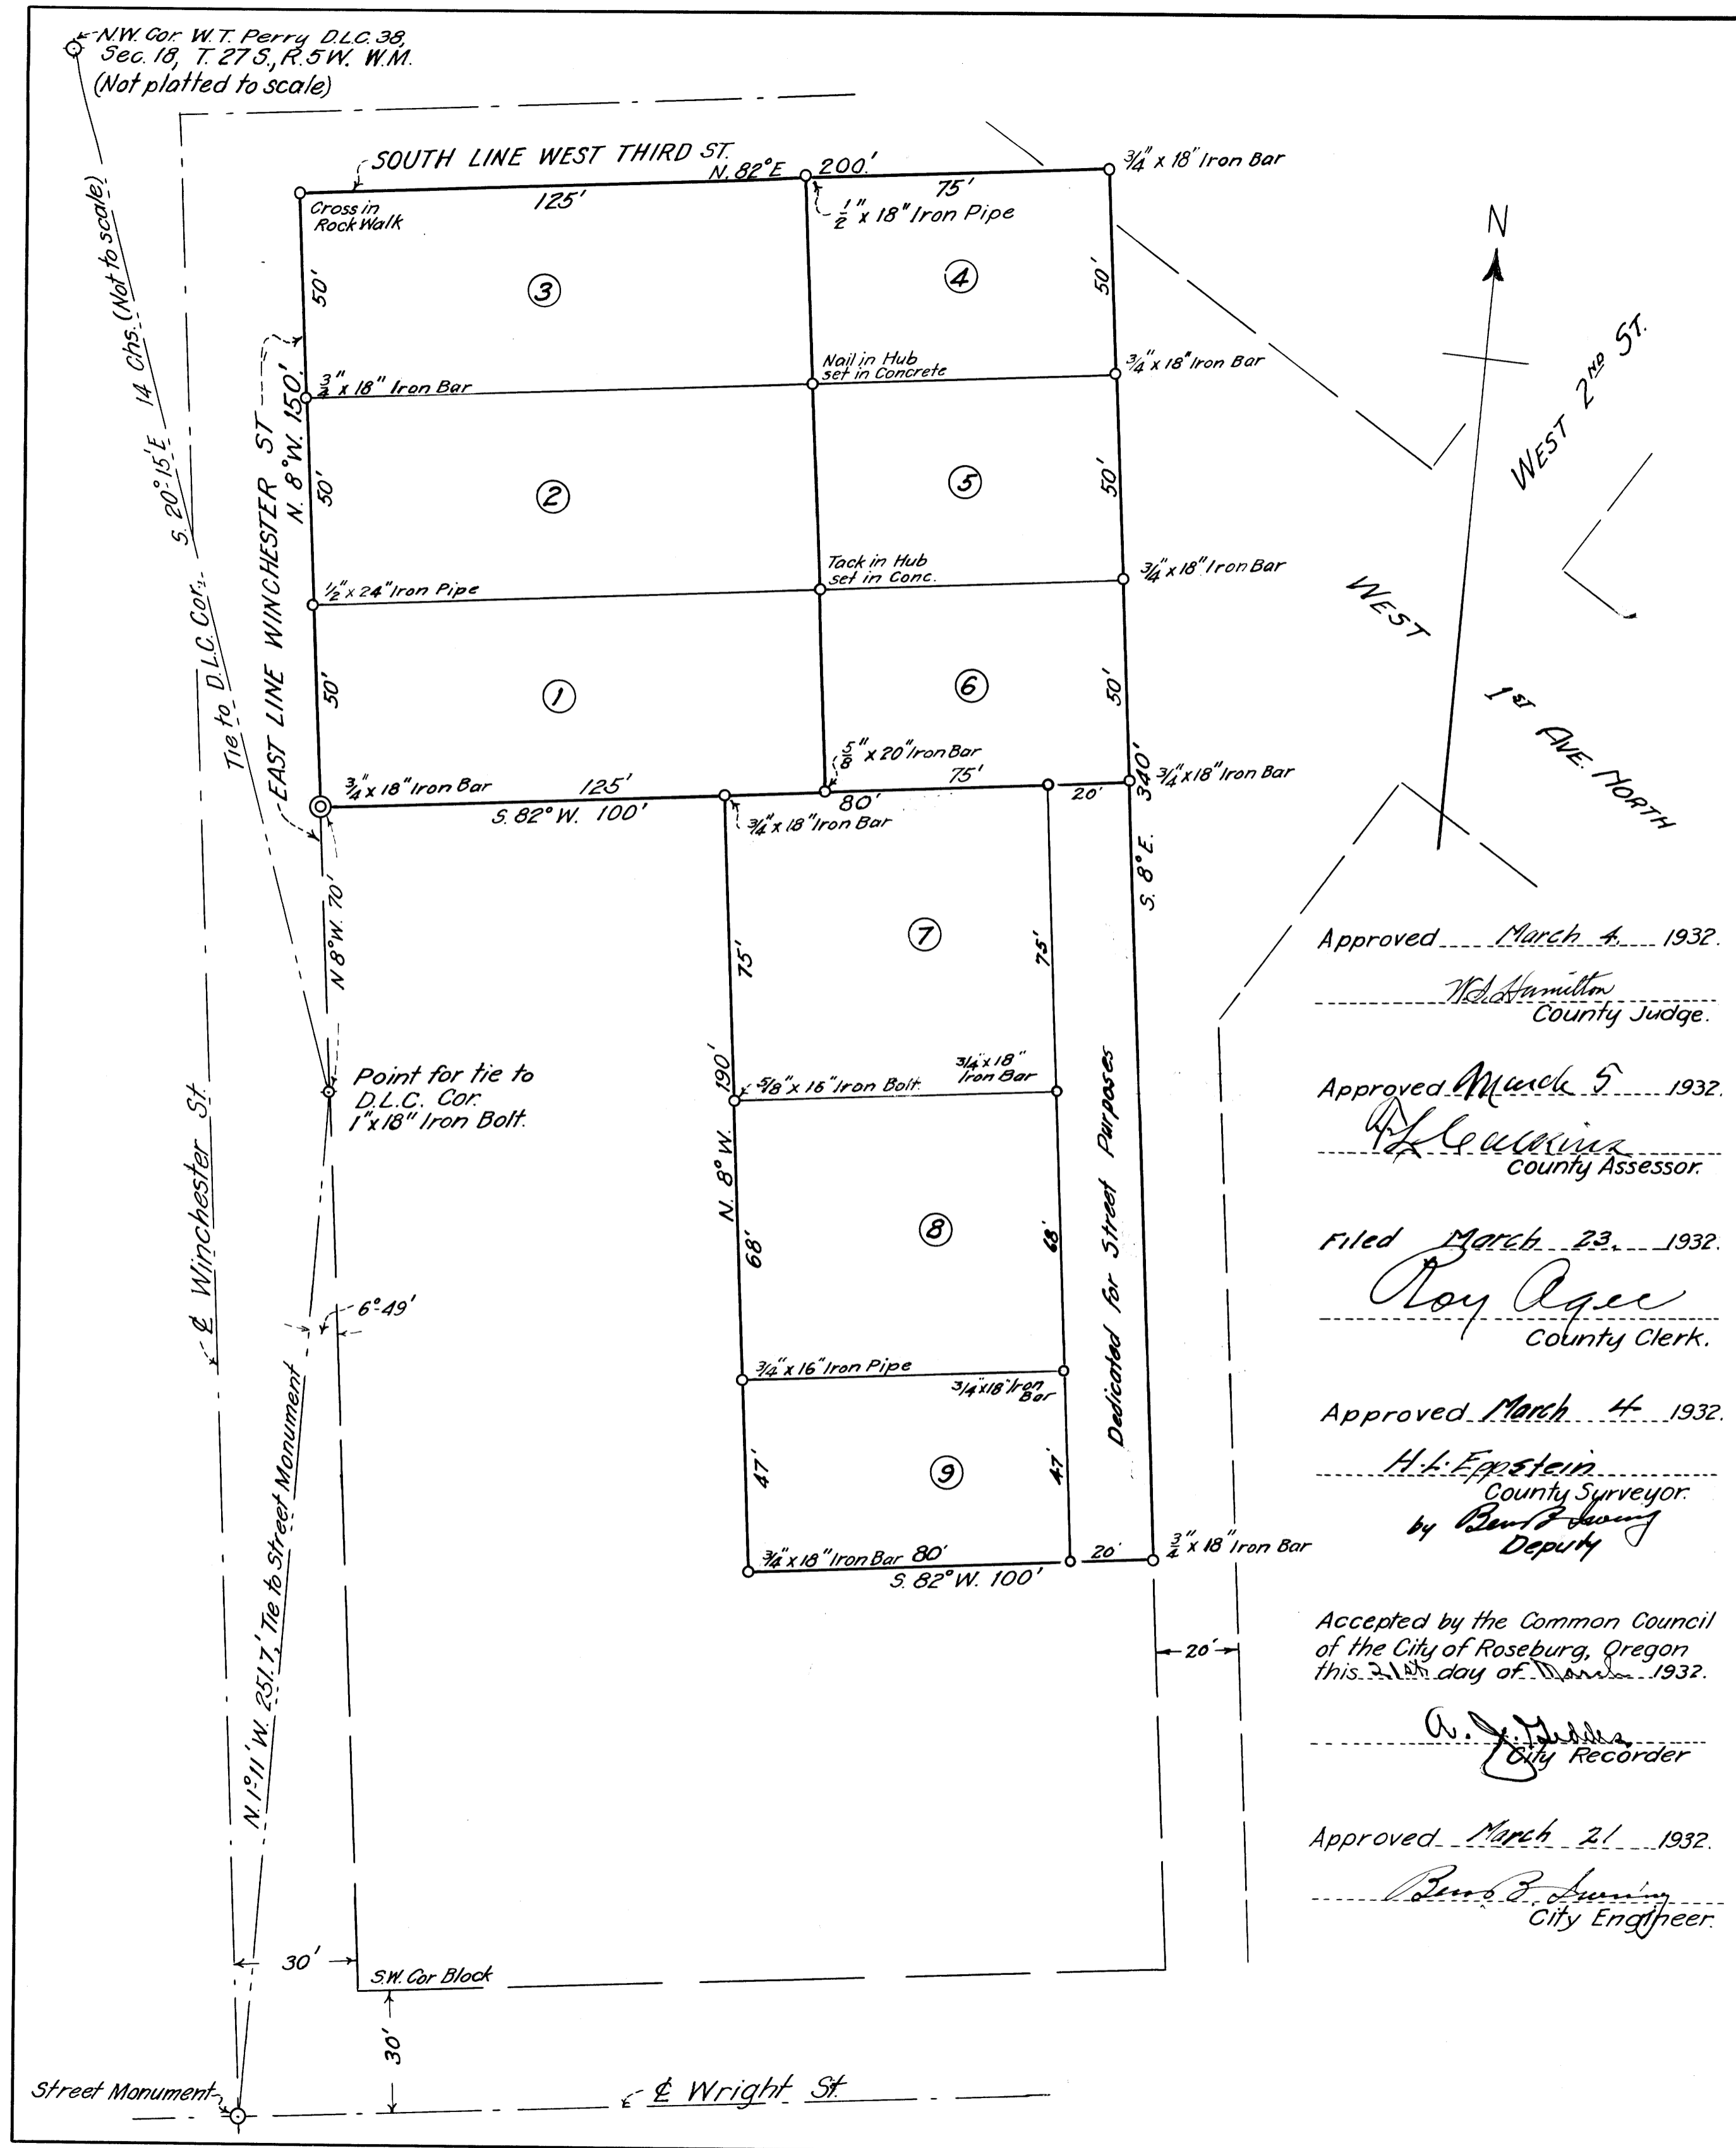 N.W. Cor. W.T. Perry D.L.C. 38,
Sec. 18, T. 27 S., R. 5 W. W.M.
(Not platted to scale)
SOUTH LINE WEST THIRD ST.
N. 82° E. 200.'
3/4" x 18" Iron Bar
Cross in
Rock Walk
125'
75'
1/2" x 18" Iron Pipe
N
50'
3
4
50'
Nail in Hub
set in Concrete
3/4" x 18" Iron Bar
3/4" x 18" Iron Bar
WEST 2ND ST.
Tie to D.L.C. Cor. S. 20°-15' E 14 Chs. (Not to scale)
EAST LINE WINCHESTER ST
N. 8° W. 150.'
50'
2
5
50'
Tack in Hub
set in Conc.
3/4" x 18" Iron Bar
1/2" x 24" Iron Pipe
WEST
1ST AVE. NORTH
50'
1
6
50'
5/8" x 20" Iron Bar
3/4" x 18" Iron Bar
125'
75'
3/4" x 18" Iron Bar
S. 82° W. 100'
80'
20'
3/4" x 18" Iron Bar
S. 8° E. 340'
N 8° W. 70'
75'
7
75'
Approved March 4 1932.
County Judge.
Point for tie to
D.L.C. Cor.
1" x 18" Iron Bolt.
N. 8° W. 190'
5/8" x 16" Iron Bolt.
3/4" x 18"
Iron Bar
Approved March 5 1932.
County Assessor.
Dedicated for Street Purposes
℄ Winchester St.
68'
8
68'
Filed March 23. 1932.
Roy Agee
County Clerk.
6°-49'
3/4" x 16" Iron Pipe
3/4" x 18" Iron
Bar
Approved March 4 1932.
H. L. Eppstein
County Surveyor.
by
Deputy
47'
9
47'
3/4" x 18" Iron Bar 80'
20'
3/4" x 18" Iron Bar
S. 82° W. 100'
N. 1°-11' W. 251.7,' Tie to Street Monument
20'
Accepted by the Common Council
of the City of Roseburg, Oregon
this 21st day of March 1932.
A. J. Geddes
City Recorder
Approved March 21 1932.
City Engineer.
30'
S.W. Cor Block
30'
Street Monument
℄ Wright St.